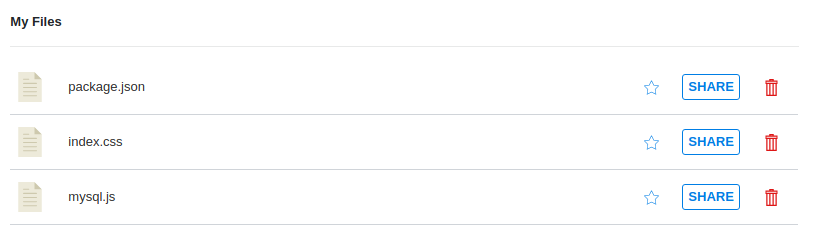 My Files
package.json SHARE
index.css SHARE
mysql.js SHARE